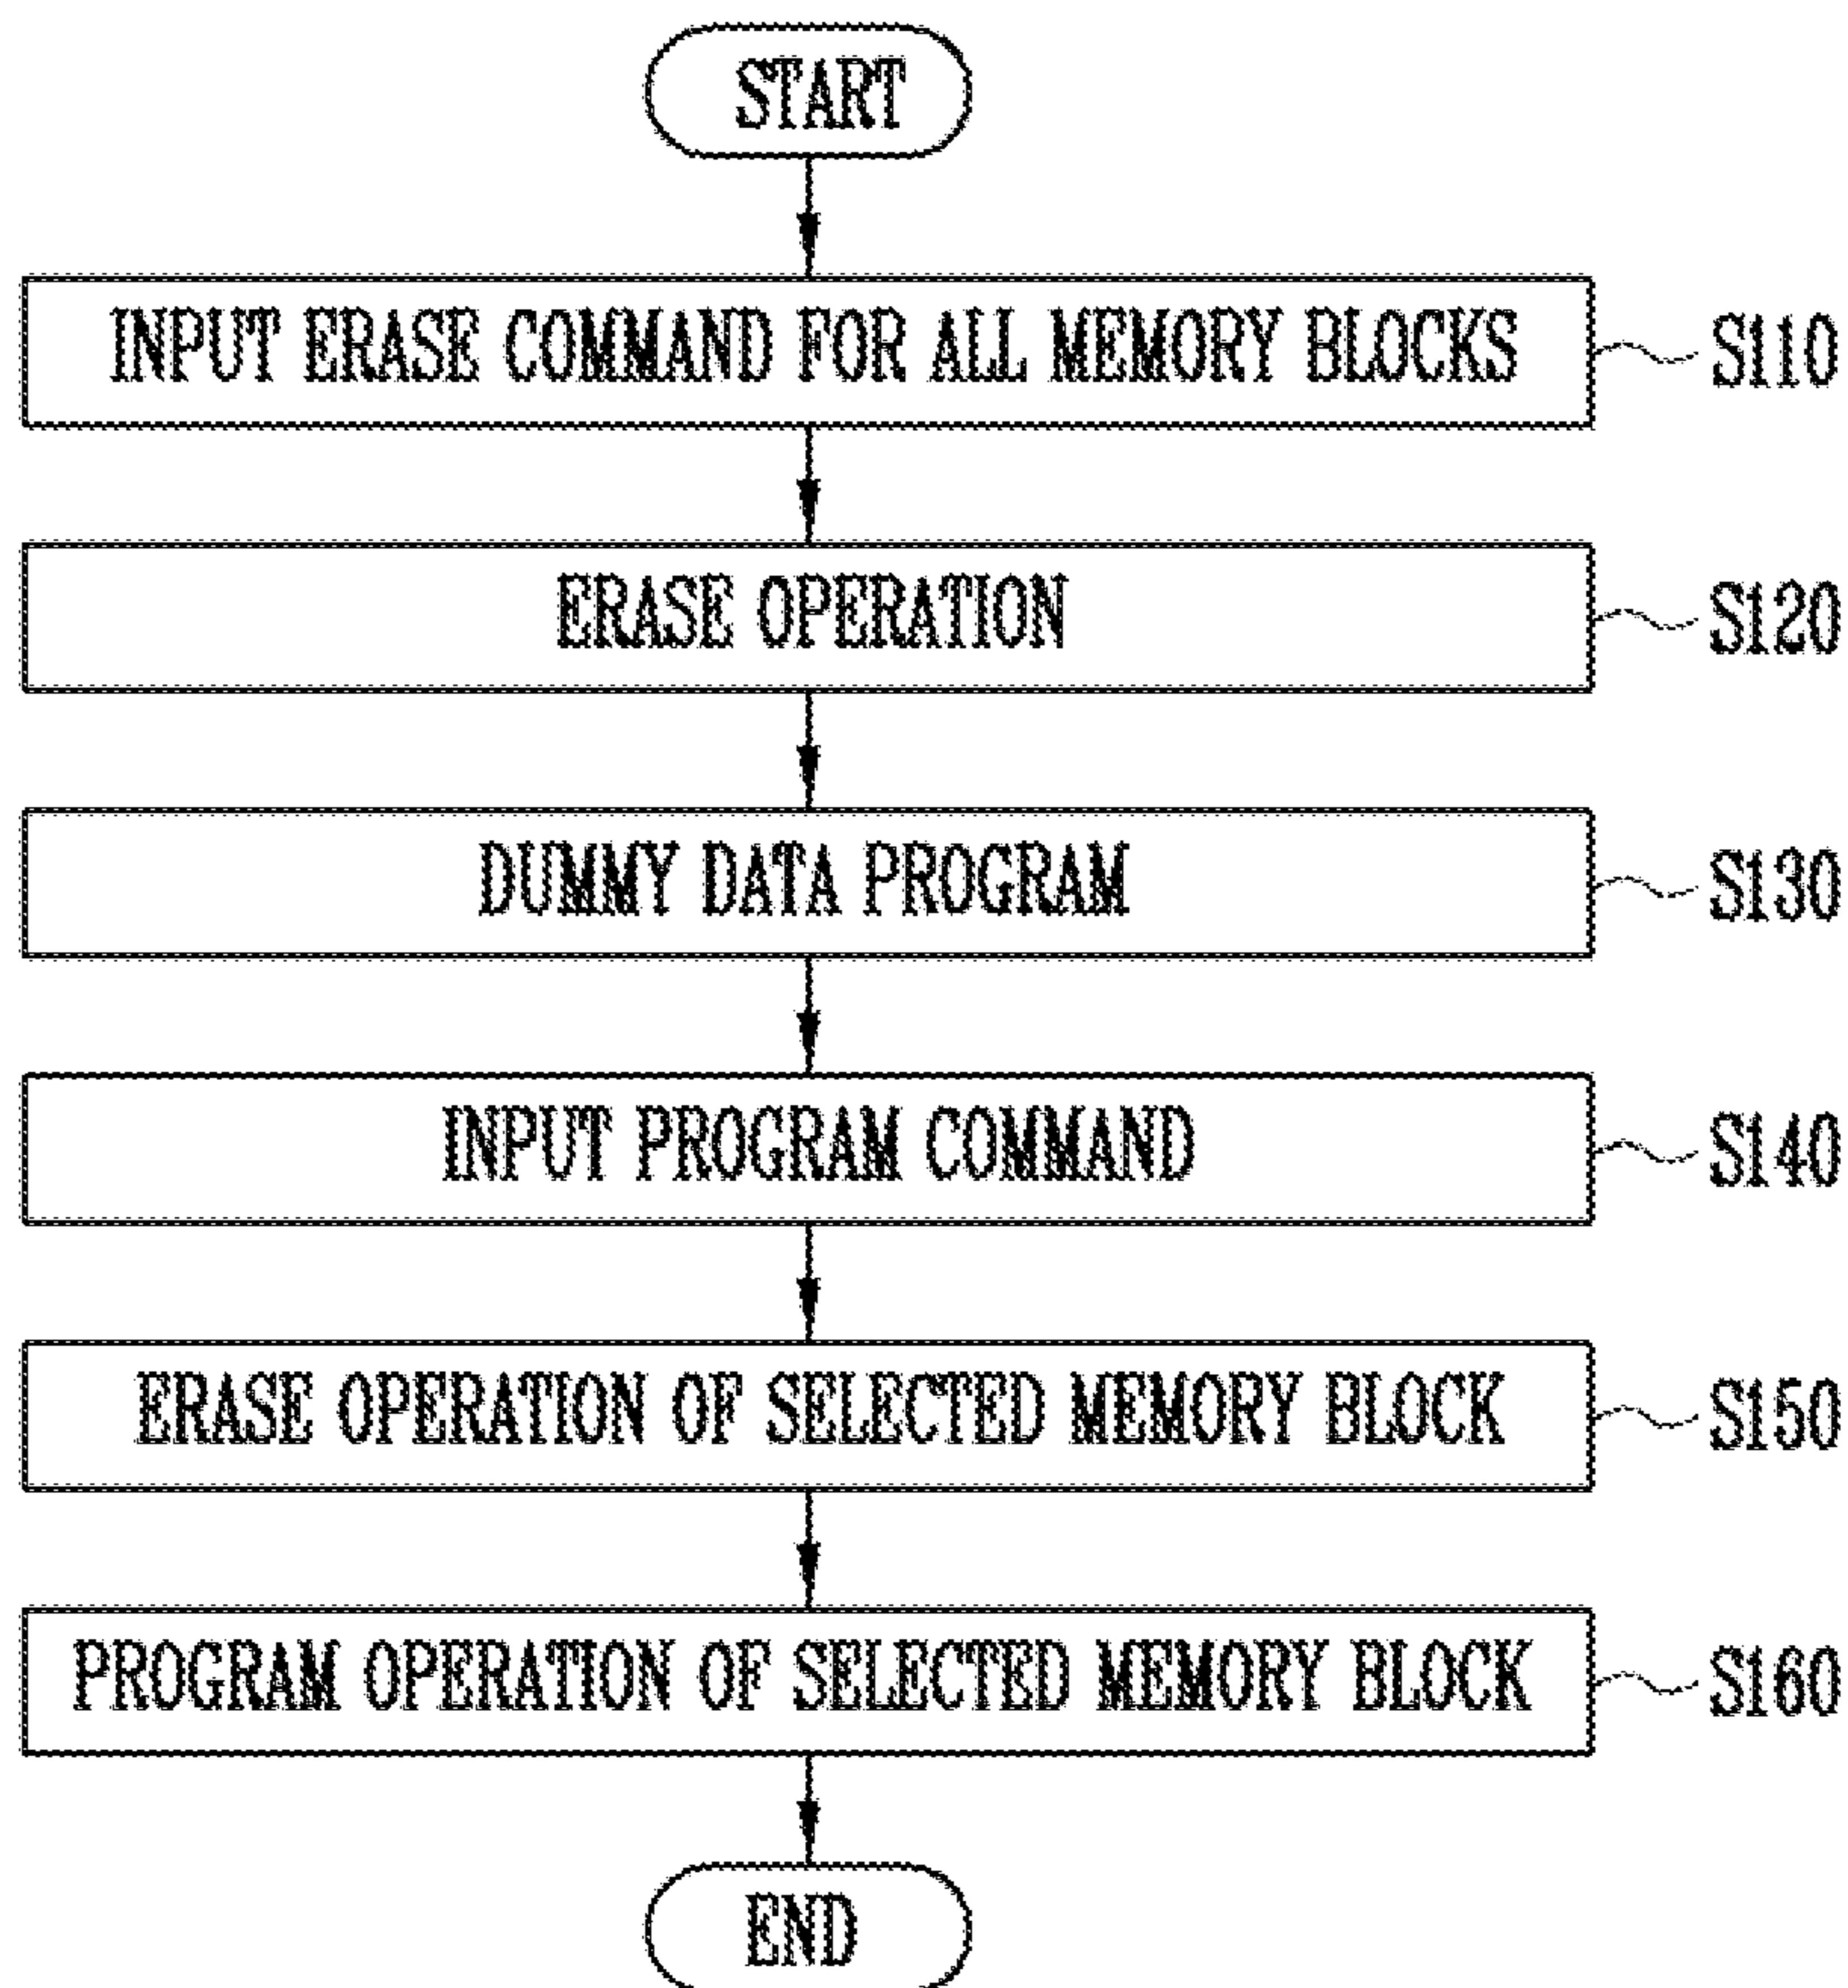 START
INPUT ERASE COMMAND FOR ALL MEMORY BLOCKS
S110
ERASE OPERATION
S120
DUMMY DATA PROGRAM
S130
INPUT PROGRAM COMMAND
S140
ERASE OPERATION OF SELECTED MEMORY BLOCK
S150
PROGRAM OPERATION OF SELECTED MEMORY BLOCK
S160
END